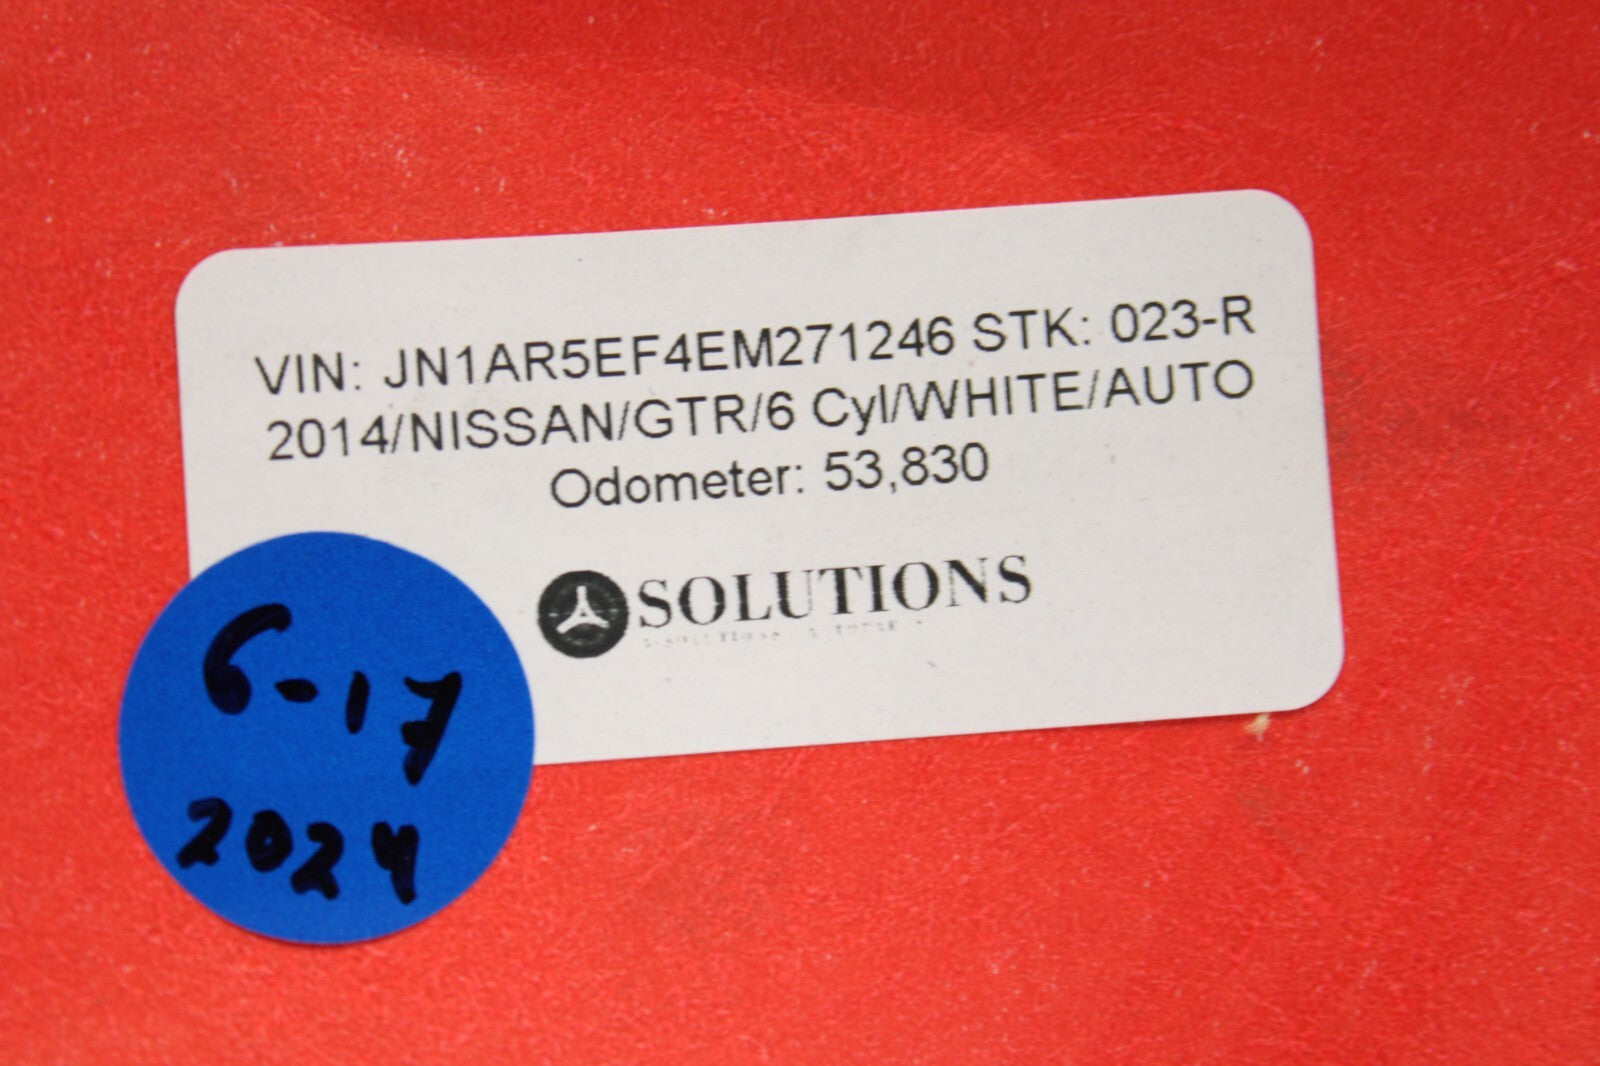 VIN: JN1AR5EF4EM271246 STK: 023-R
2014/NISSAN/GTR/6 Cyl/WHITE/AUTO
Odometer: 53,830
SOLUTIONS
6-17
2024